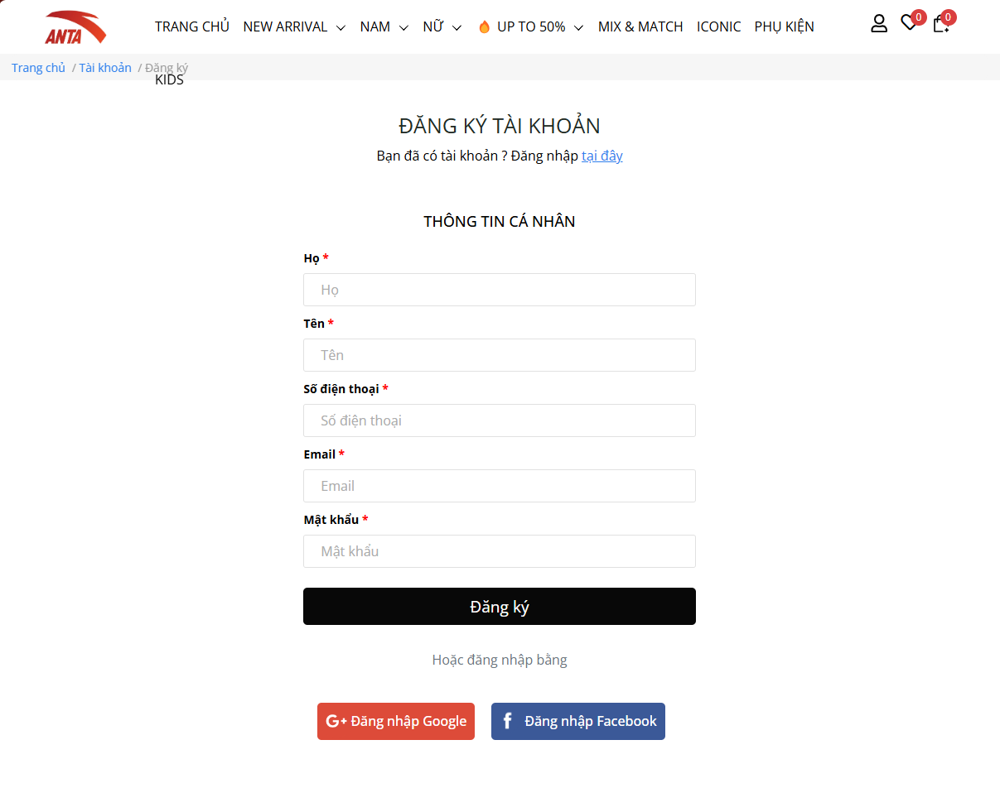 ANTA
TRANG CHỦ NEW ARRIVAL NAM NỮ UP TO 50% MIX & MATCH ICONIC PHỤ KIỆN
0 0
Trang chủ / Tài khoản / Đăng ký
KIDS
ĐĂNG KÝ TÀI KHOẢN
Bạn đã có tài khoản ? Đăng nhập tại đây
THÔNG TIN CÁ NHÂN
Họ *
Họ
Tên *
Tên
Số điện thoại *
Số điện thoại
Email *
Email
Mật khẩu *
Mật khẩu
Đăng ký
Hoặc đăng nhập bằng
G+ Đăng nhập Google f Đăng nhập Facebook